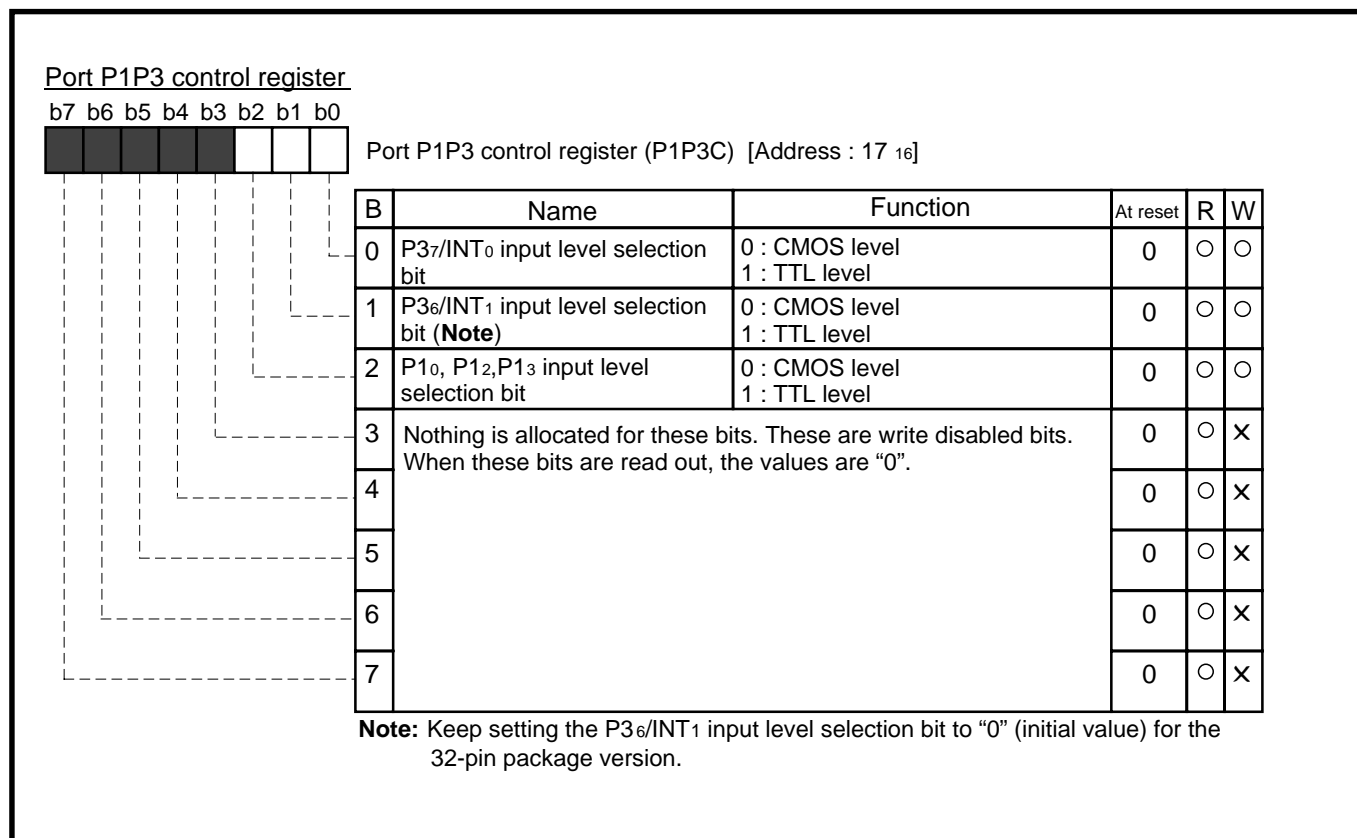 Port P1P3 control register
b7 b6 b5 b4 b3 b2 b1 b0
Port P1P3 control register (P1P3C) [Address : 17 16]
B Name Function At reset R W
0 P37/INT0 input level selection bit 0 : CMOS level 1 : TTL level 0 ○ ○
1 P36/INT1 input level selection bit (Note) 0 : CMOS level 1 : TTL level 0 ○ ○
2 P10, P12,P13 input level selection bit 0 : CMOS level 1 : TTL level 0 ○ ○
3 Nothing is allocated for these bits. These are write disabled bits. When these bits are read out, the values are “0”. 0 ○ ×
4 0 ○ ×
5 0 ○ ×
6 0 ○ ×
7 0 ○ ×
Note: Keep setting the P36/INT1 input level selection bit to “0” (initial value) for the
32-pin package version.